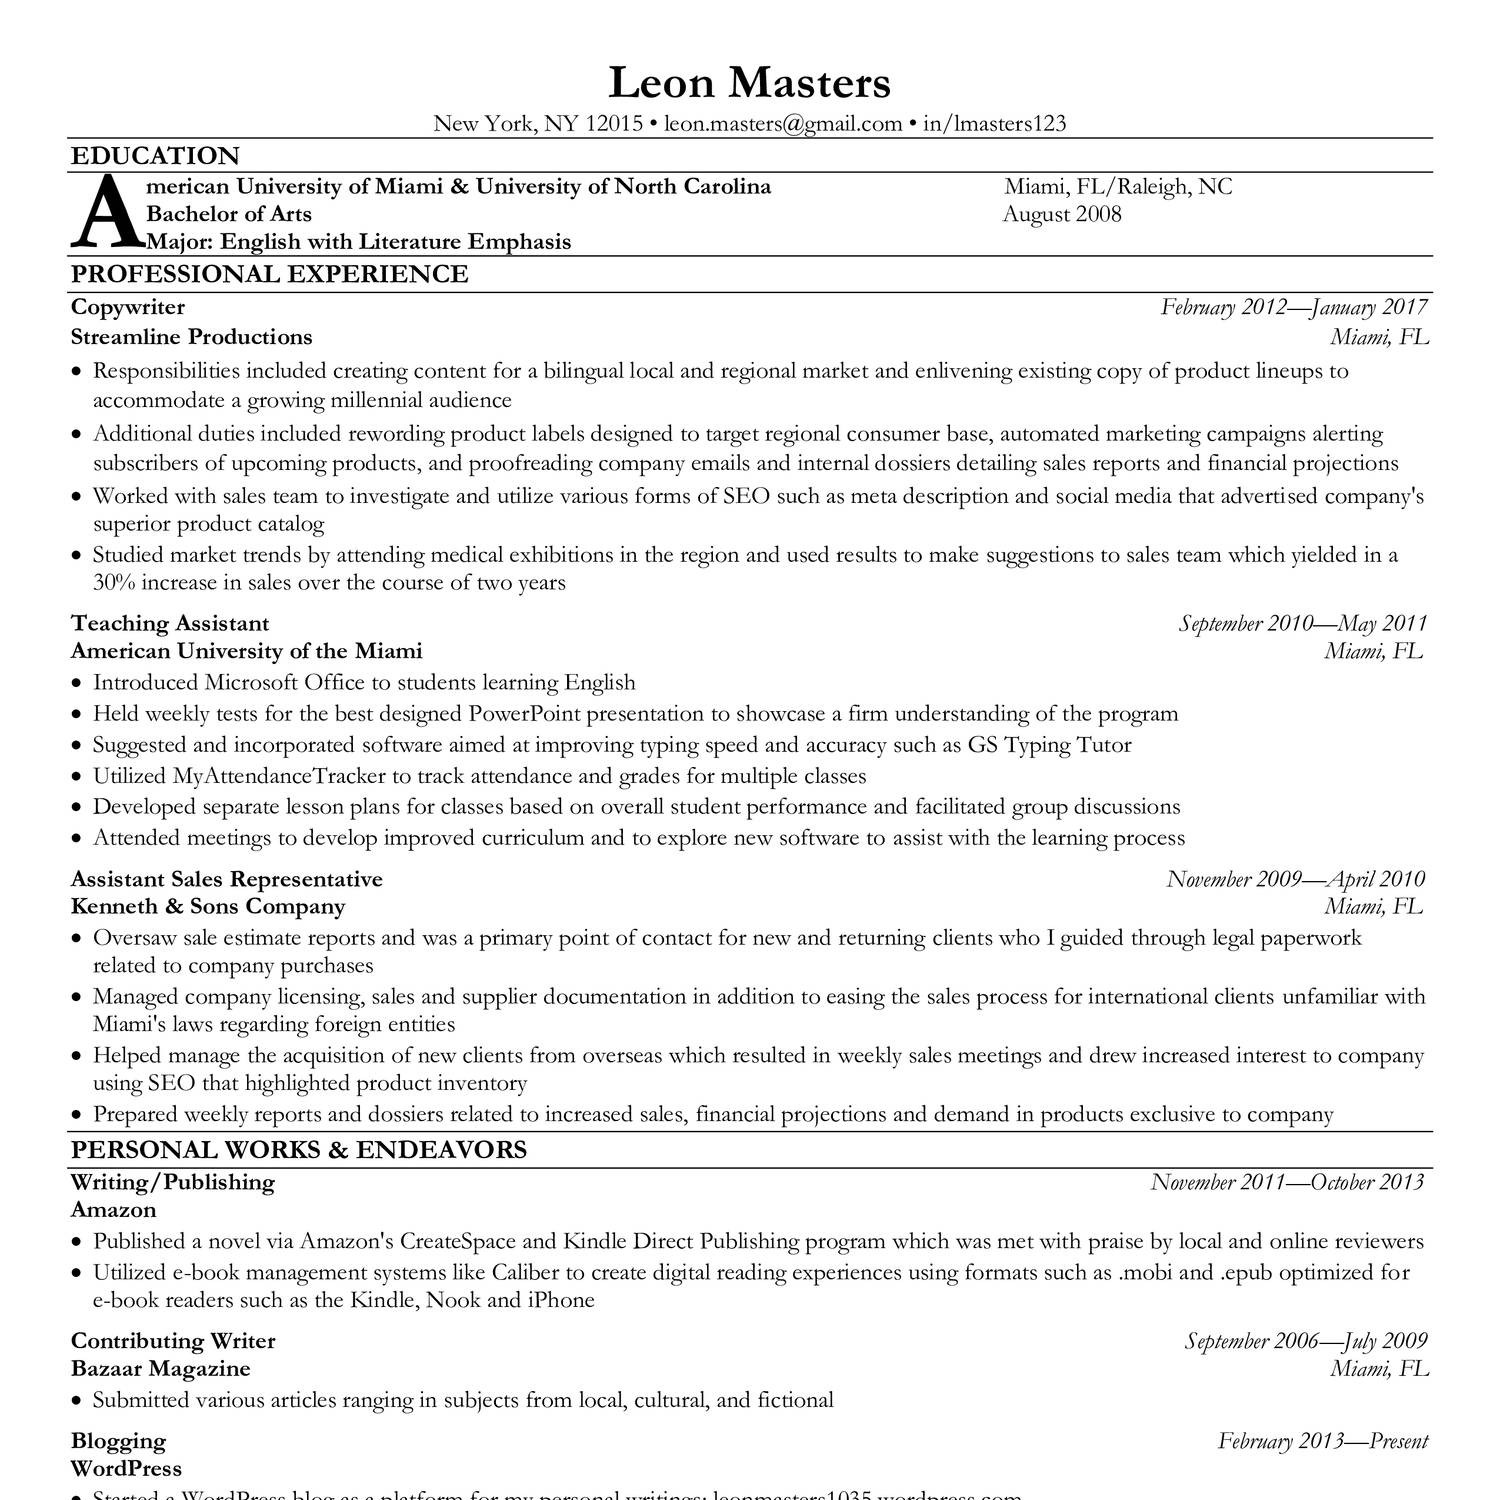 Leon Masters
New York, NY 12015 • leon.masters@gmail.com • in/lmasters123
EDUCATION
American University of Miami & University of North Carolina Miami, FL/Raleigh, NC
Bachelor of Arts August 2008
Major: English with Literature Emphasis
PROFESSIONAL EXPERIENCE
Copywriter February 2012—January 2017
Streamline Productions Miami, FL
• Responsibilities included creating content for a bilingual local and regional market and enlivening existing copy of product lineups to
accommodate a growing millennial audience
• Additional duties included rewording product labels designed to target regional consumer base, automated marketing campaigns alerting
subscribers of upcoming products, and proofreading company emails and internal dossiers detailing sales reports and financial projections
• Worked with sales team to investigate and utilize various forms of SEO such as meta description and social media that advertised company's
superior product catalog
• Studied market trends by attending medical exhibitions in the region and used results to make suggestions to sales team which yielded in a
30% increase in sales over the course of two years
Teaching Assistant September 2010—May 2011
American University of the Miami Miami, FL
• Introduced Microsoft Office to students learning English
• Held weekly tests for the best designed PowerPoint presentation to showcase a firm understanding of the program
• Suggested and incorporated software aimed at improving typing speed and accuracy such as GS Typing Tutor
• Utilized MyAttendanceTracker to track attendance and grades for multiple classes
• Developed separate lesson plans for classes based on overall student performance and facilitated group discussions
• Attended meetings to develop improved curriculum and to explore new software to assist with the learning process
Assistant Sales Representative November 2009—April 2010
Kenneth & Sons Company Miami, FL
• Oversaw sale estimate reports and was a primary point of contact for new and returning clients who I guided through legal paperwork
related to company purchases
• Managed company licensing, sales and supplier documentation in addition to easing the sales process for international clients unfamiliar with
Miami's laws regarding foreign entities
• Helped manage the acquisition of new clients from overseas which resulted in weekly sales meetings and drew increased interest to company
using SEO that highlighted product inventory
• Prepared weekly reports and dossiers related to increased sales, financial projections and demand in products exclusive to company
PERSONAL WORKS & ENDEAVORS
Writing/Publishing November 2011—October 2013
Amazon
• Published a novel via Amazon's CreateSpace and Kindle Direct Publishing program which was met with praise by local and online reviewers
• Utilized e-book management systems like Caliber to create digital reading experiences using formats such as .mobi and .epub optimized for
e-book readers such as the Kindle, Nook and iPhone
Contributing Writer September 2006—July 2009
Bazaar Magazine Miami, FL
• Submitted various articles ranging in subjects from local, cultural, and fictional
Blogging February 2013—Present
WordPress
• Started a WordPress blog as a platform for my personal writings: leonmasters1035.wordpress.com